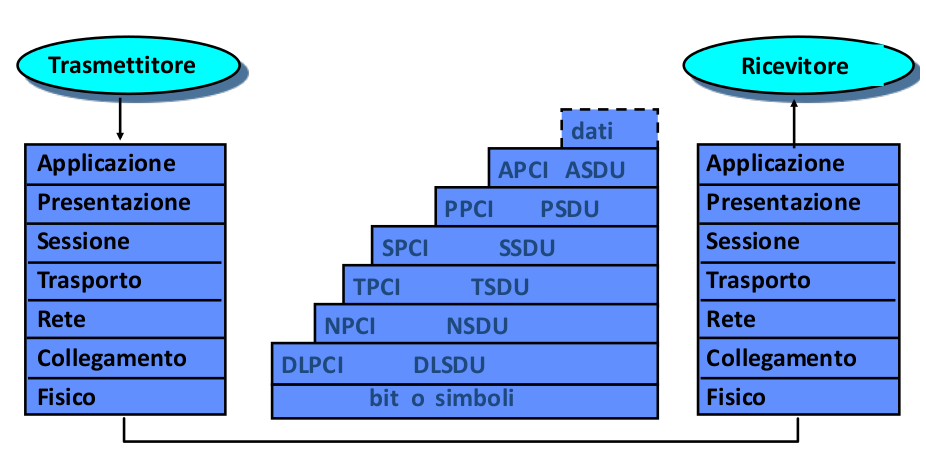 Trasmettitore
Applicazione
Presentazione
Sessione
Trasporto
Rete
Collegamento
Fisico
dati
APCI ASDU
PPCI PSDU
SPCI SSDU
TPCI TSDU
NPCI NSDU
DLPCI DLSDU
bit o simboli
Ricevitore
Applicazione
Presentazione
Sessione
Trasporto
Rete
Collegamento
Fisico